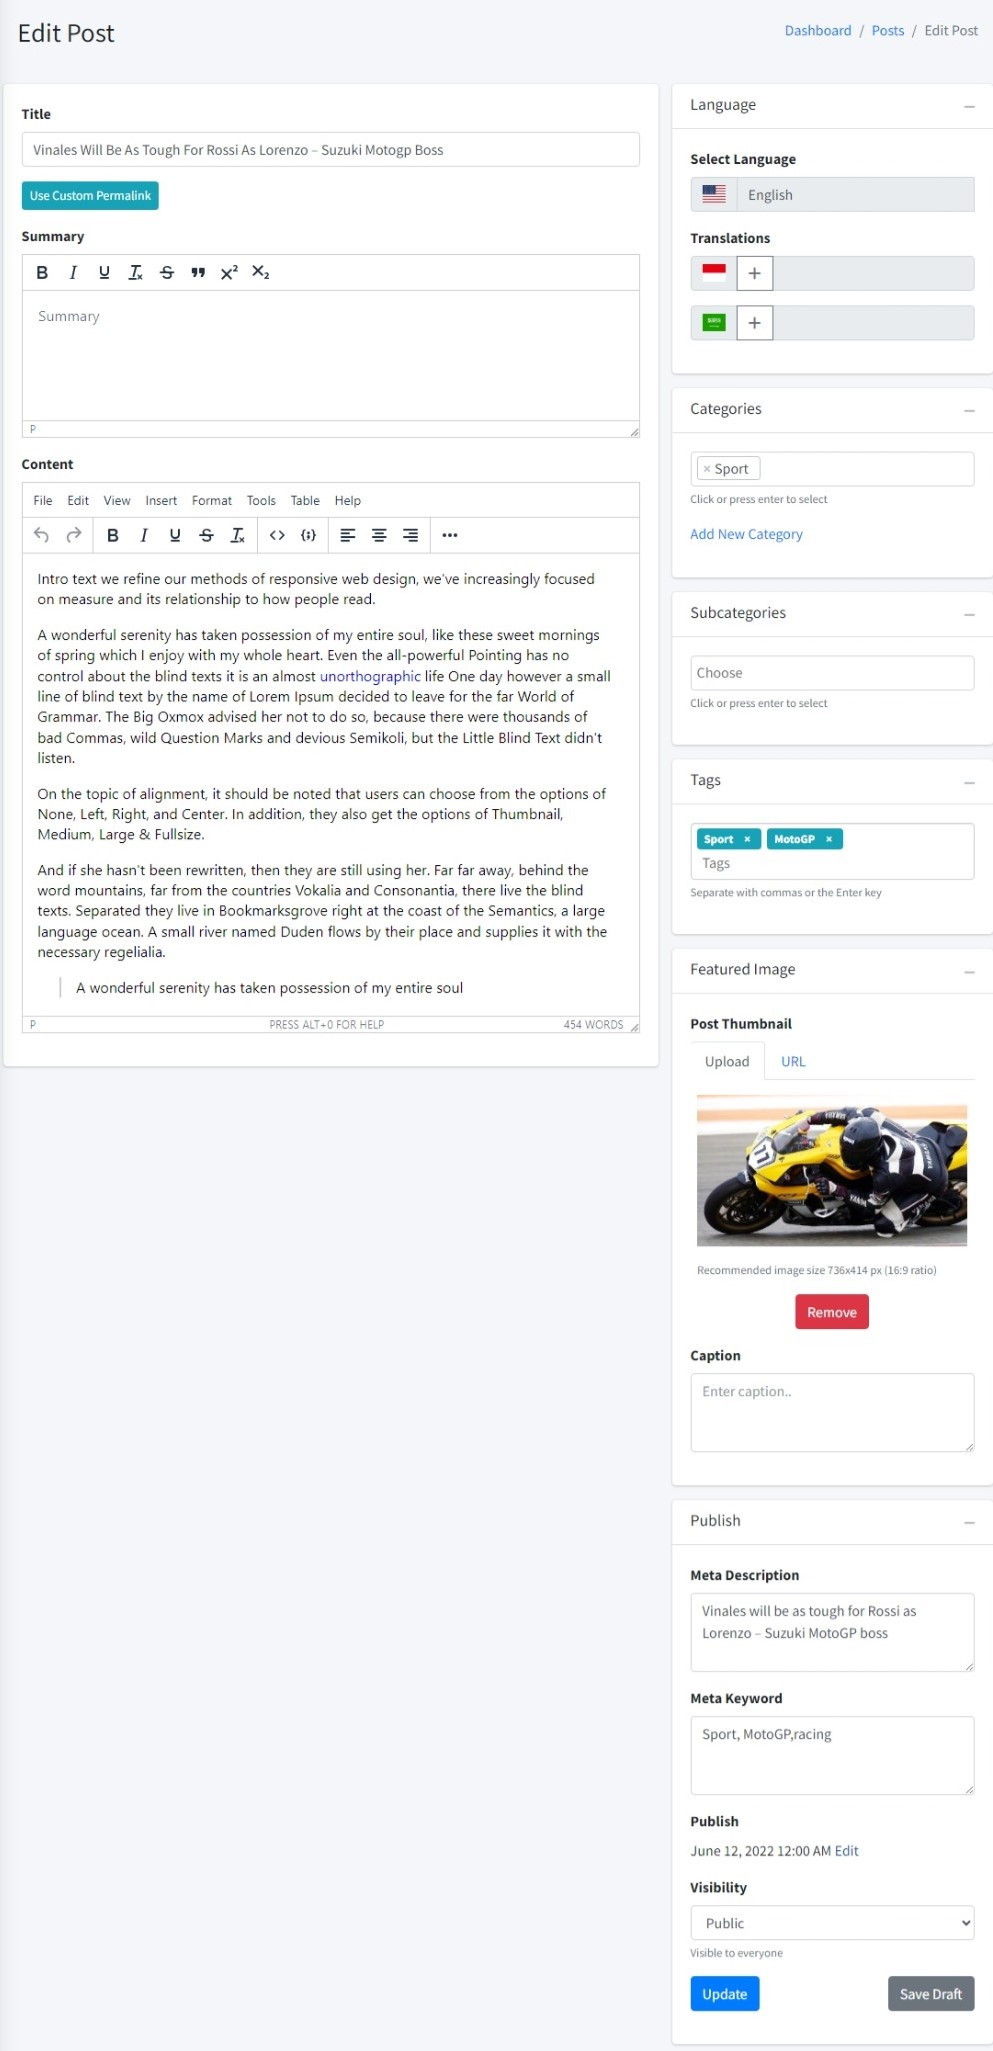 Edit Post
Dashboard / Posts / Edit Post
Title
Vinales Will Be As Tough For Rossi As Lorenzo – Suzuki Motogp Boss
Use Custom Permalink
Summary
B I U Ix S X² X₂
Summary
P
Content
File Edit View Insert Format Tools Table Help
B I U S Ix
Intro text we refine our methods of responsive web design, we've increasingly focused
on measure and its relationship to how people read.
A wonderful serenity has taken possession of my entire soul, like these sweet mornings
of spring which I enjoy with my whole heart. Even the all-powerful Pointing has no
control about the blind texts it is an almost unorthographic life One day however a small
line of blind text by the name of Lorem Ipsum decided to leave for the far World of
Grammar. The Big Oxmox advised her not to do so, because there were thousands of
bad Commas, wild Question Marks and devious Semikoli, but the Little Blind Text didn't
listen.
On the topic of alignment, it should be noted that users can choose from the options of
None, Left, Right, and Center. In addition, they also get the options of Thumbnail,
Medium, Large & Fullsize.
And if she hasn't been rewritten, then they are still using her. Far far away, behind the
word mountains, far from the countries Vokalia and Consonantia, there live the blind
texts. Separated they live in Bookmarksgrove right at the coast of the Semantics, a large
language ocean. A small river named Duden flows by their place and supplies it with the
necessary regelialia.
A wonderful serenity has taken possession of my entire soul
P PRESS ALT+0 FOR HELP 454 WORDS
Language
Select Language
English
Translations
+
+
Categories
× Sport
Click or press enter to select
Add New Category
Subcategories
Choose
Click or press enter to select
Tags
Sport × MotoGP ×
Tags
Separate with commas or the Enter key
Featured Image
Post Thumbnail
Upload URL
Recommended image size 736x414 px (16:9 ratio)
Remove
Caption
Enter caption..
Publish
Meta Description
Vinales will be as tough for Rossi as
Lorenzo – Suzuki MotoGP boss
Meta Keyword
Sport, MotoGP,racing
Publish
June 12, 2022 12:00 AM Edit
Visibility
Public
Visible to everyone
Update Save Draft